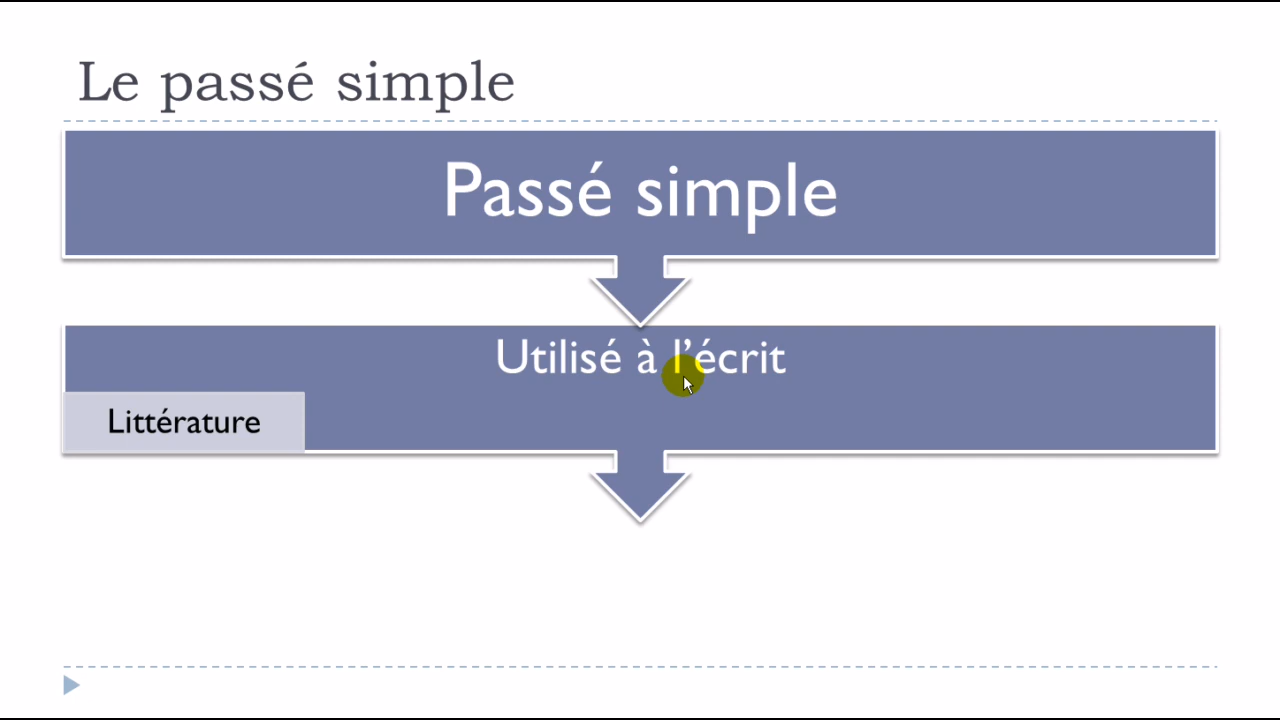 Le passé simple
Passé simple
Utilisé à l’écrit
Littérature